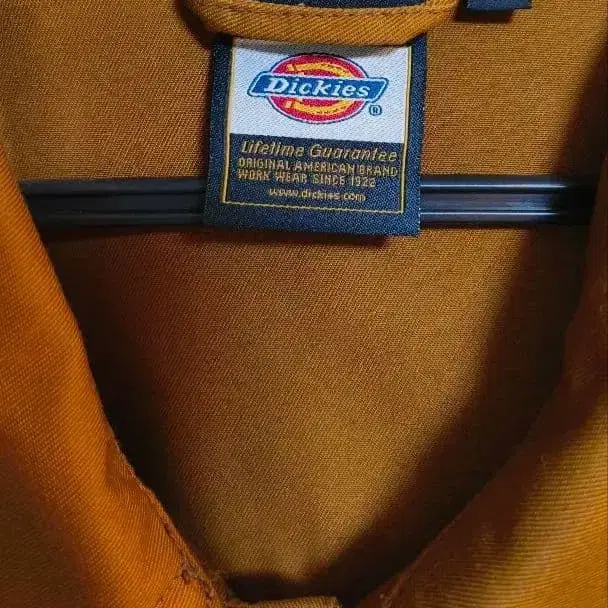 Dickies
®
Lifetime Guarantee
ORIGINAL AMERICAN BRAND
WORK WEAR SINCE 1922
www.dickies.com